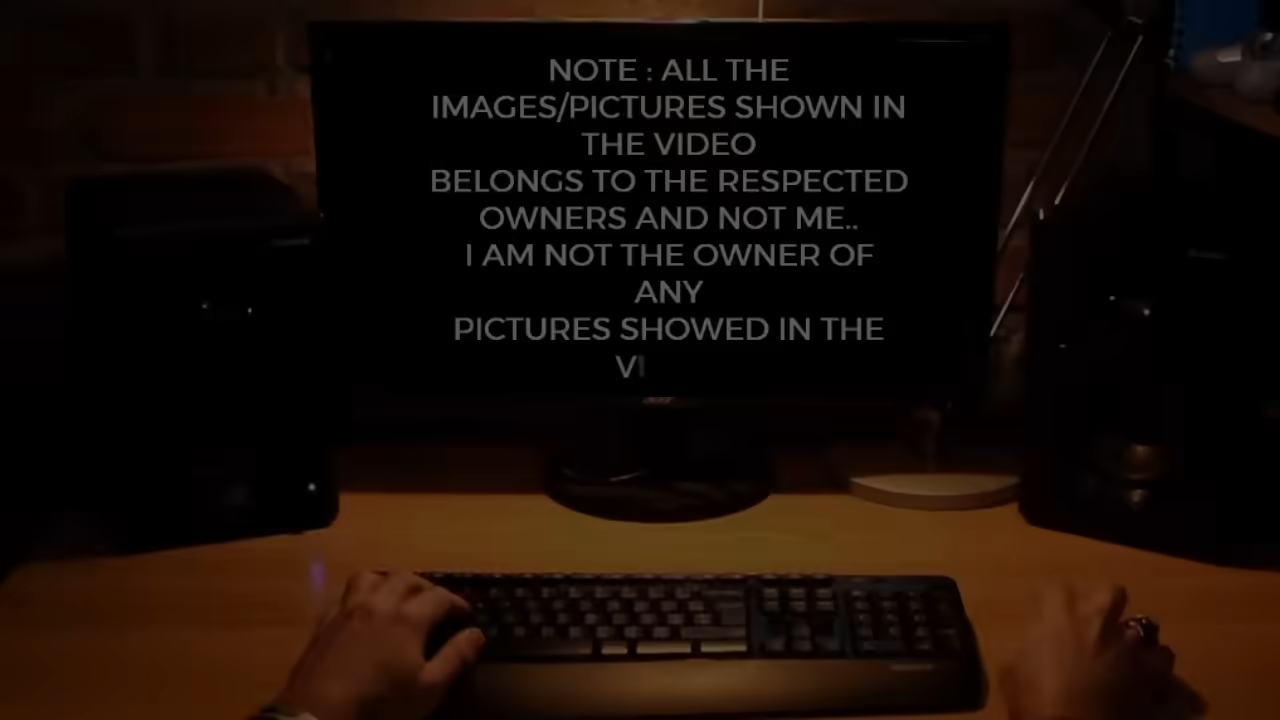 NOTE : ALL THE
IMAGES/PICTURES SHOWN IN
THE VIDEO
BELONGS TO THE RESPECTED
OWNERS AND NOT ME..
I AM NOT THE OWNER OF
ANY
PICTURES SHOWED IN THE
VI